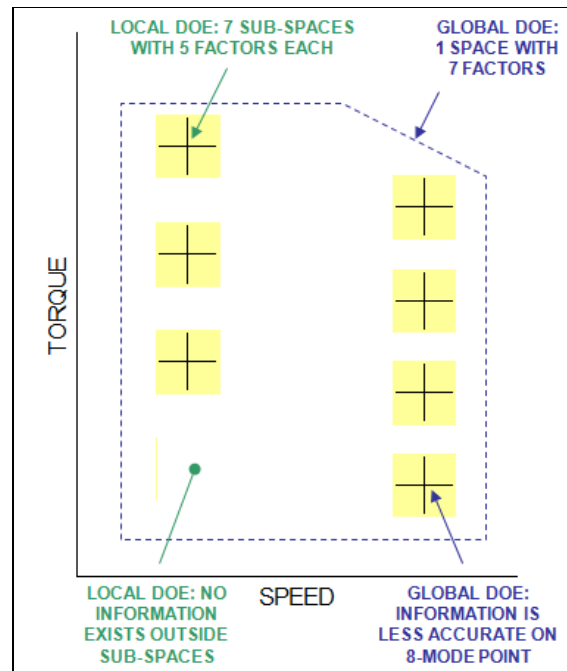 LOCAL DOE: 7 SUB-SPACES
WITH 5 FACTORS EACH
GLOBAL DOE:
1 SPACE WITH
7 FACTORS
TORQUE
LOCAL DOE: NO
INFORMATION
EXISTS OUTSIDE
SUB-SPACES
SPEED
GLOBAL DOE:
INFORMATION IS
LESS ACCURATE ON
8-MODE POINT